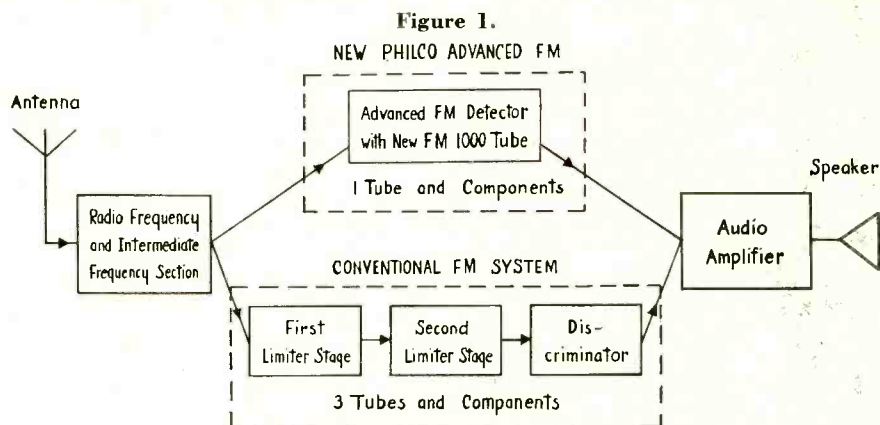 Figure 1.
NEW PHILCO ADVANCED FM
Antenna
Advanced FM Detector
with New FM 1000 Tube
1 Tube and Components
Speaker
Radio Frequency
and Intermediate
Frequency Section
Audio
Amplifier
CONVENTIONAL FM SYSTEM
First
Limiter Stage
Second
Limiter Stage
Dis-
criminator
3 Tubes and Components